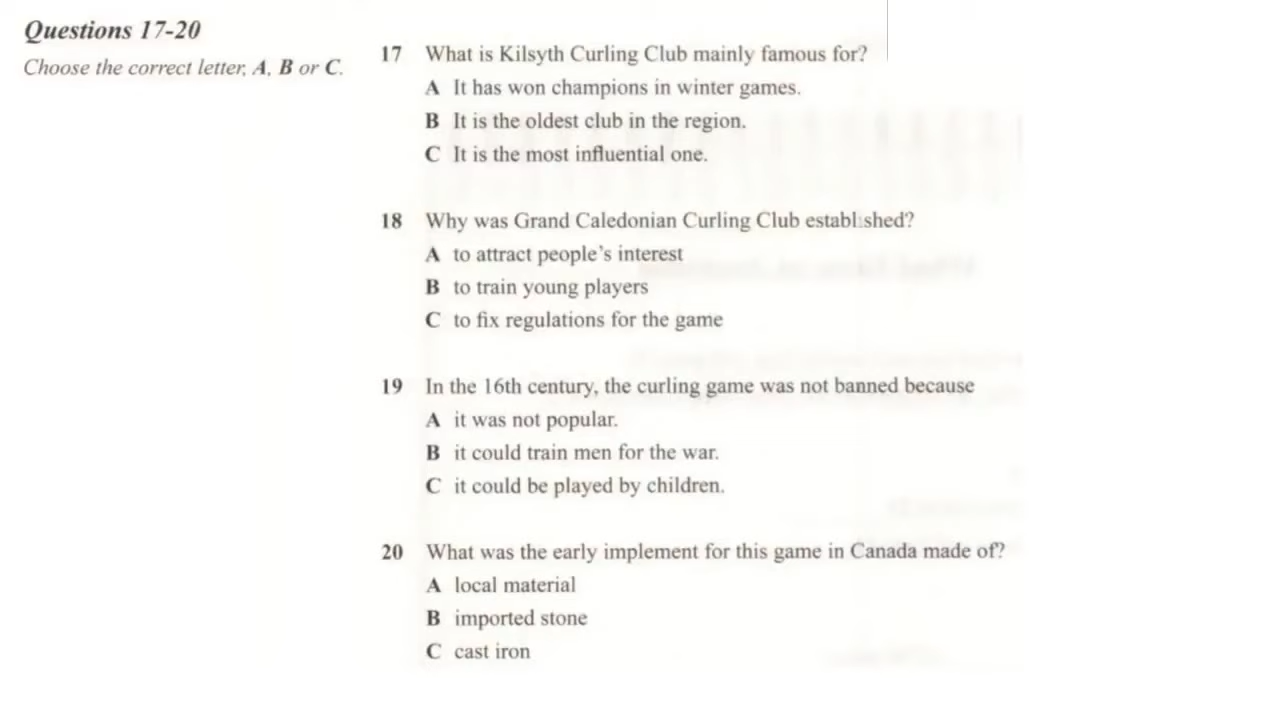 Questions 17-20
Choose the correct letter, A, B or C.
17 What is Kilsyth Curling Club mainly famous for?
A It has won champions in winter games.
B It is the oldest club in the region.
C It is the most influential one.
18 Why was Grand Caledonian Curling Club established?
A to attract people's interest
B to train young players
C to fix regulations for the game
19 In the 16th century, the curling game was not banned because
A it was not popular.
B it could train men for the war.
C it could be played by children.
20 What was the early implement for this game in Canada made of?
A local material
B imported stone
C cast iron